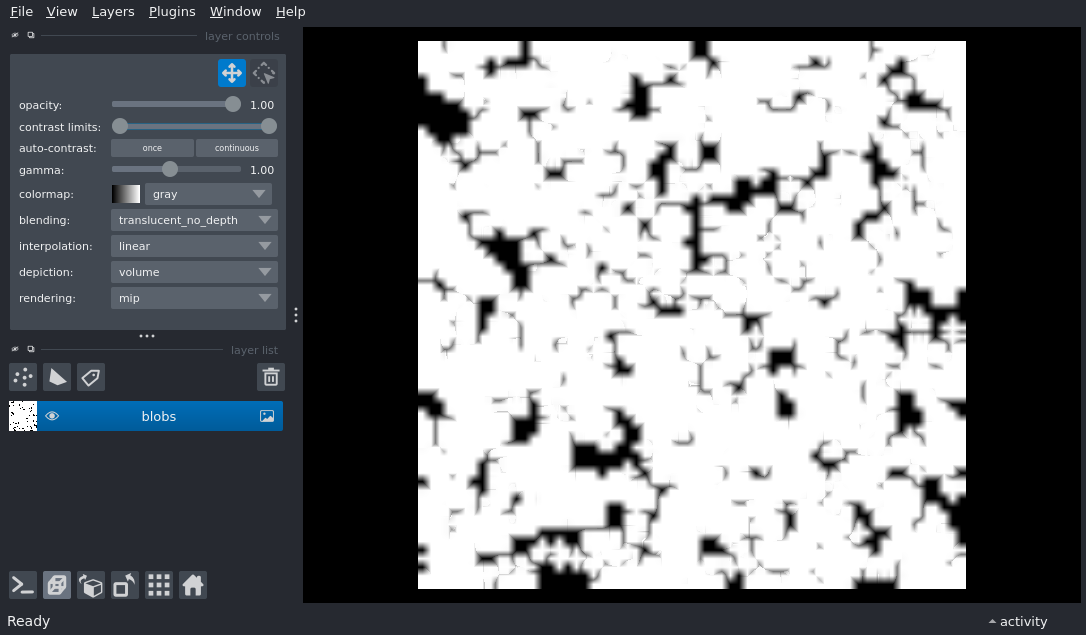 File View Layers Plugins Window Help
layer controls
opacity: 1.00
contrast limits:
auto-contrast: once continuous
gamma: 1.00
colormap: gray
blending: translucent_no_depth
interpolation: linear
depiction: volume
rendering: mip
layer list
blobs
Ready activity